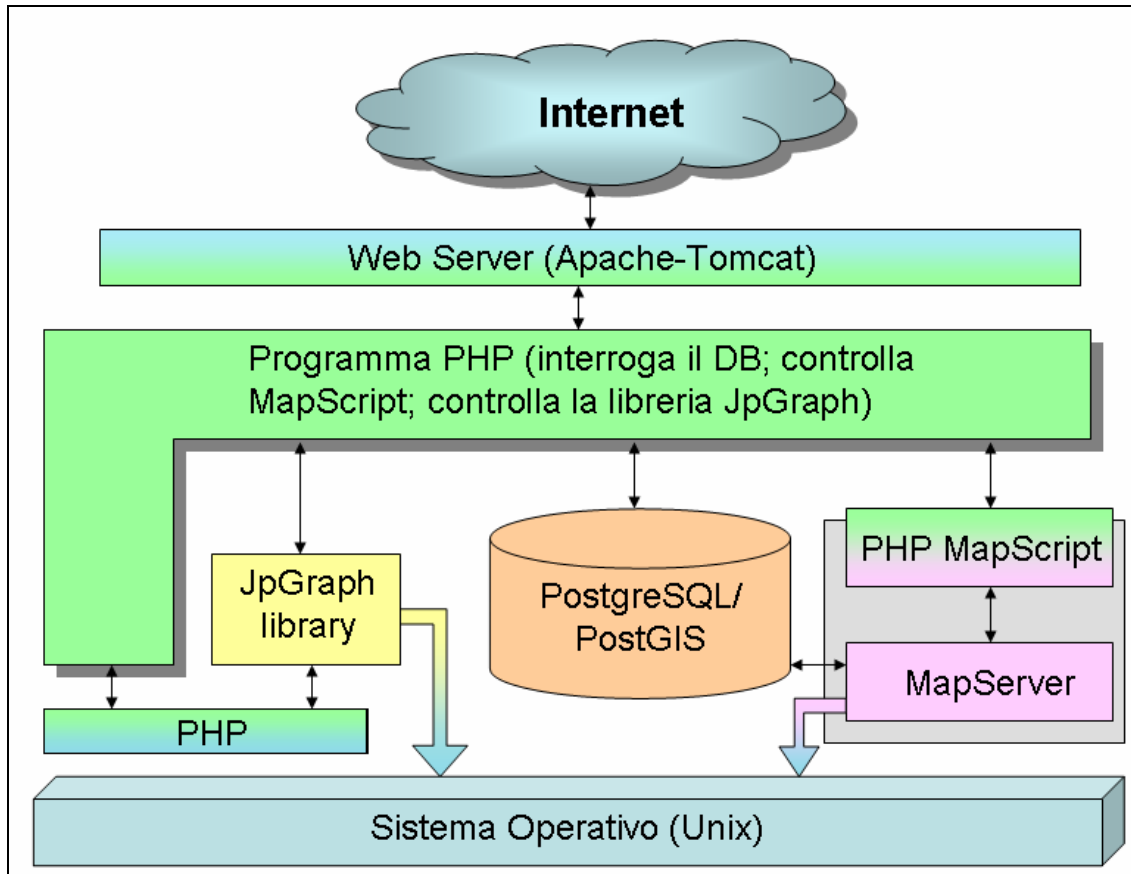 Internet
Web Server (Apache-Tomcat)
Programma PHP (interroga il DB; controlla
MapScript; controlla la libreria JpGraph)
JpGraph
library
PostgreSQL/
PostGIS
PHP MapScript
MapServer
PHP
Sistema Operativo (Unix)